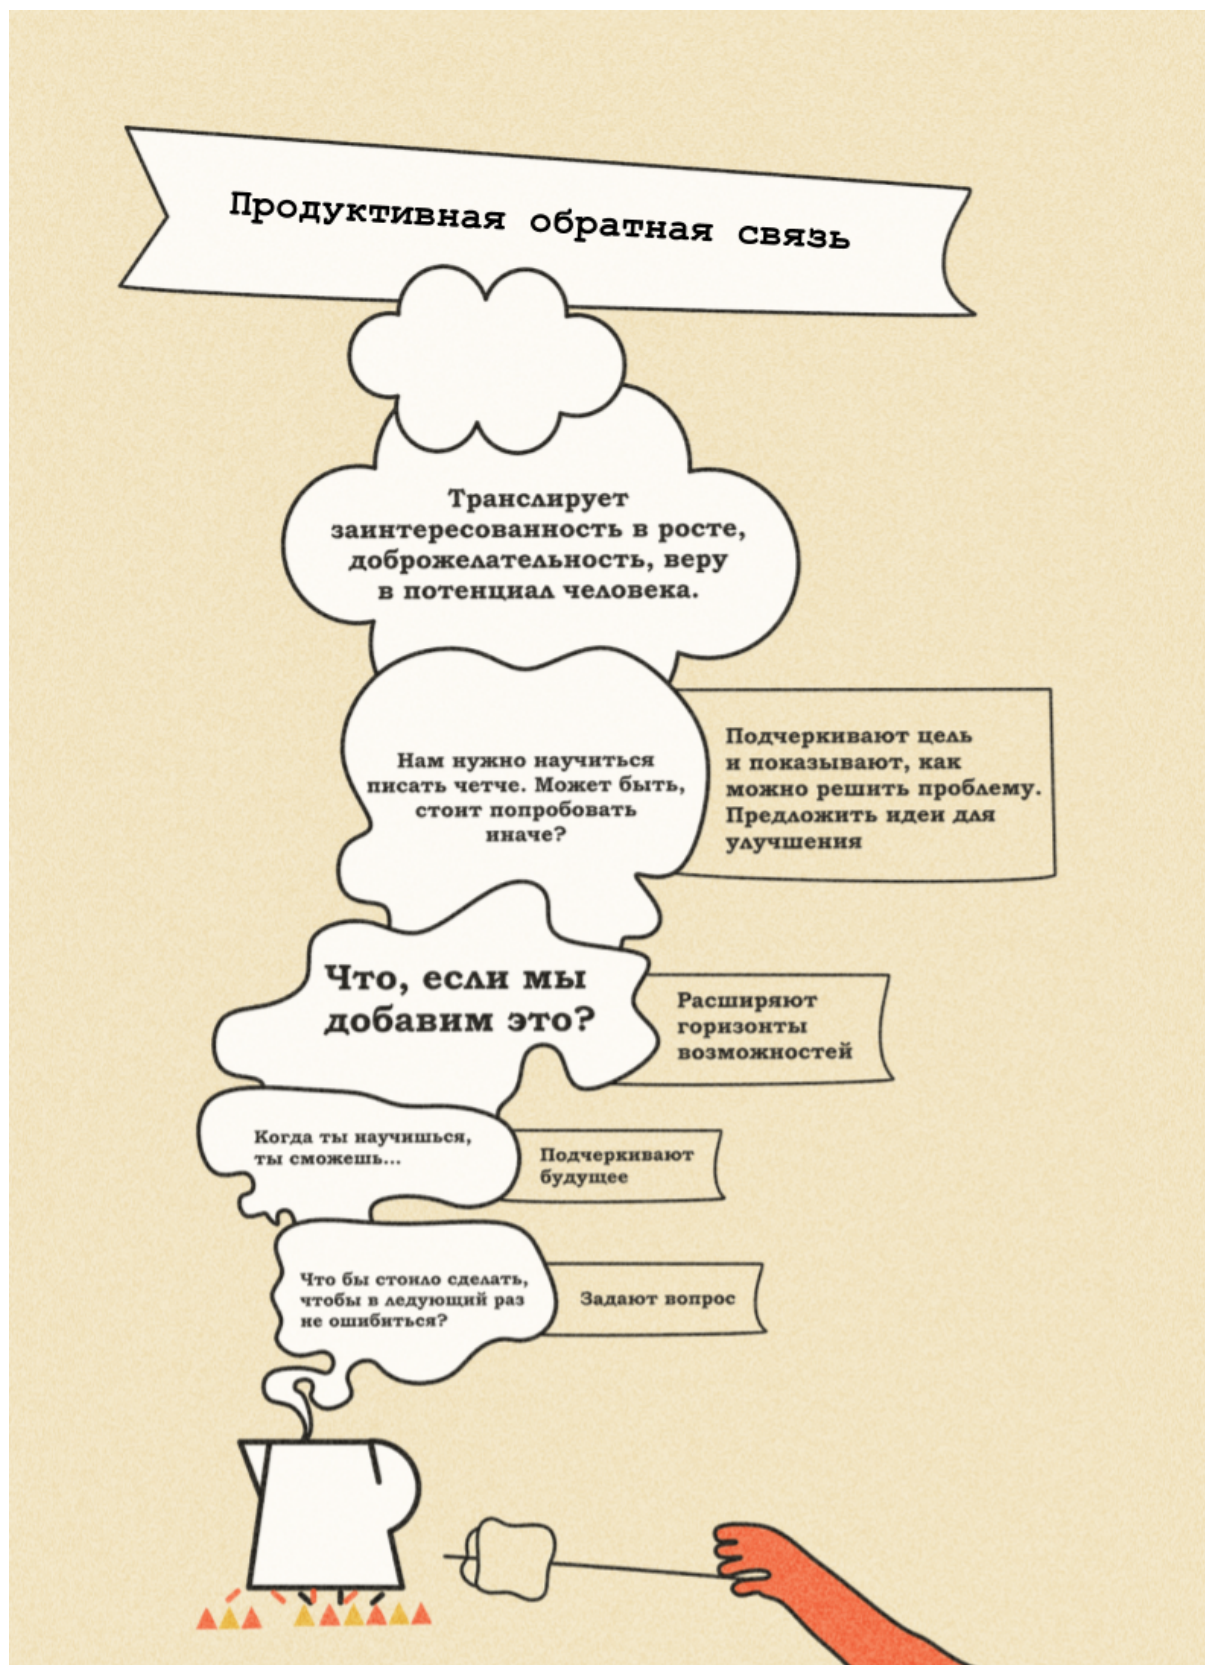 Продуктивная обратная связь
Транслирует
заинтересованность в росте,
доброжелательность, веру
в потенциал человека.
Нам нужно научиться
писать четче. Может быть,
стоит попробовать
иначе?
Подчеркивают цель
и показывают, как
можно решить проблему.
Предложить идеи для
улучшения
Что, если мы
добавим это?
Расширяют
горизонты
возможностей
Когда ты научишься,
ты сможешь...
Подчеркивают
будущее
Что бы стоило сделать,
чтобы в ледующий раз
не ошибиться?
Задают вопрос